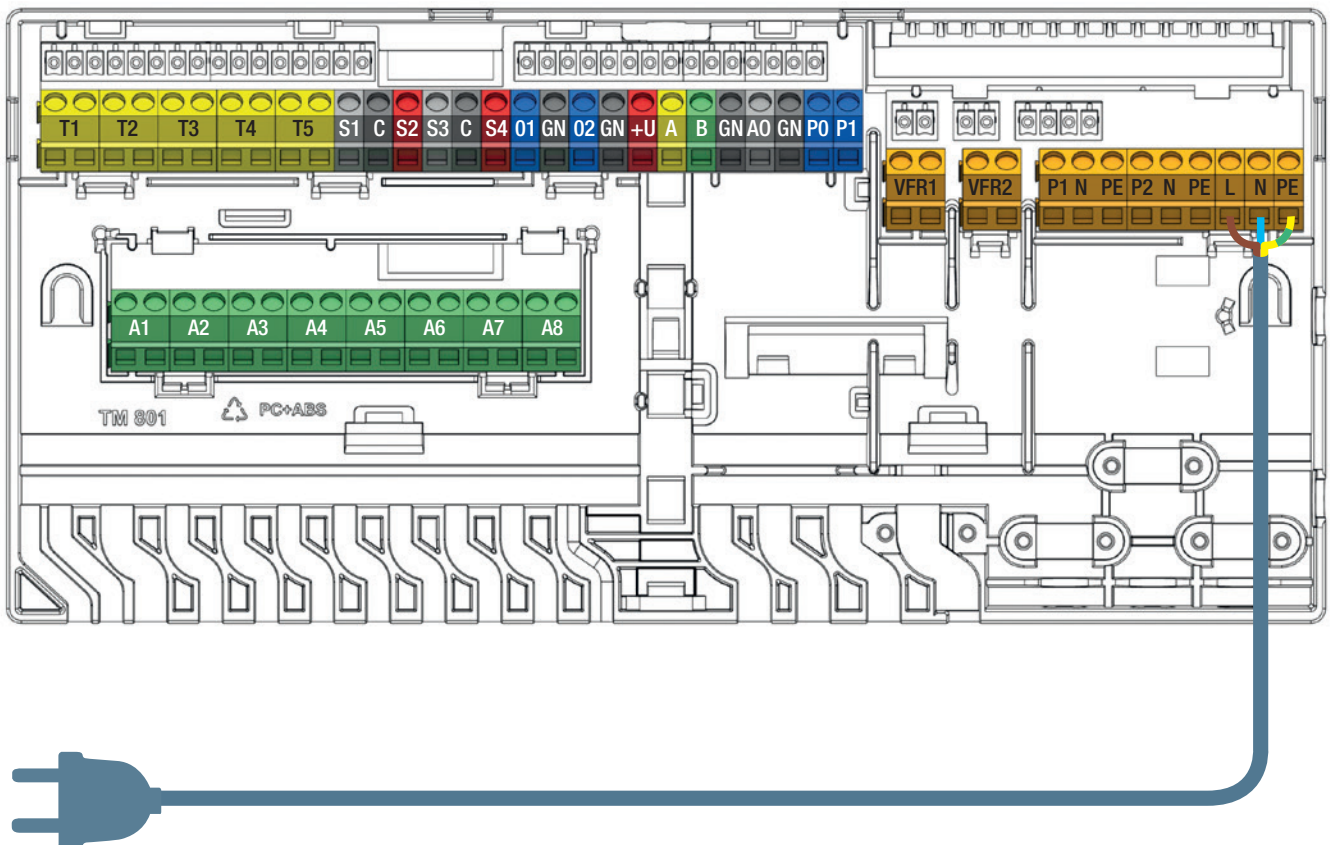 T1 T2 T3 T4 T5 S1 C S2 S3 C S4 01 GN 02 GN +U A B GN A0 GN P0 P1
VFR1 VFR2 P1 N PE P2 N PE L N PE
A1 A2 A3 A4 A5 A6 A7 A8
TM 801 PC+ABS